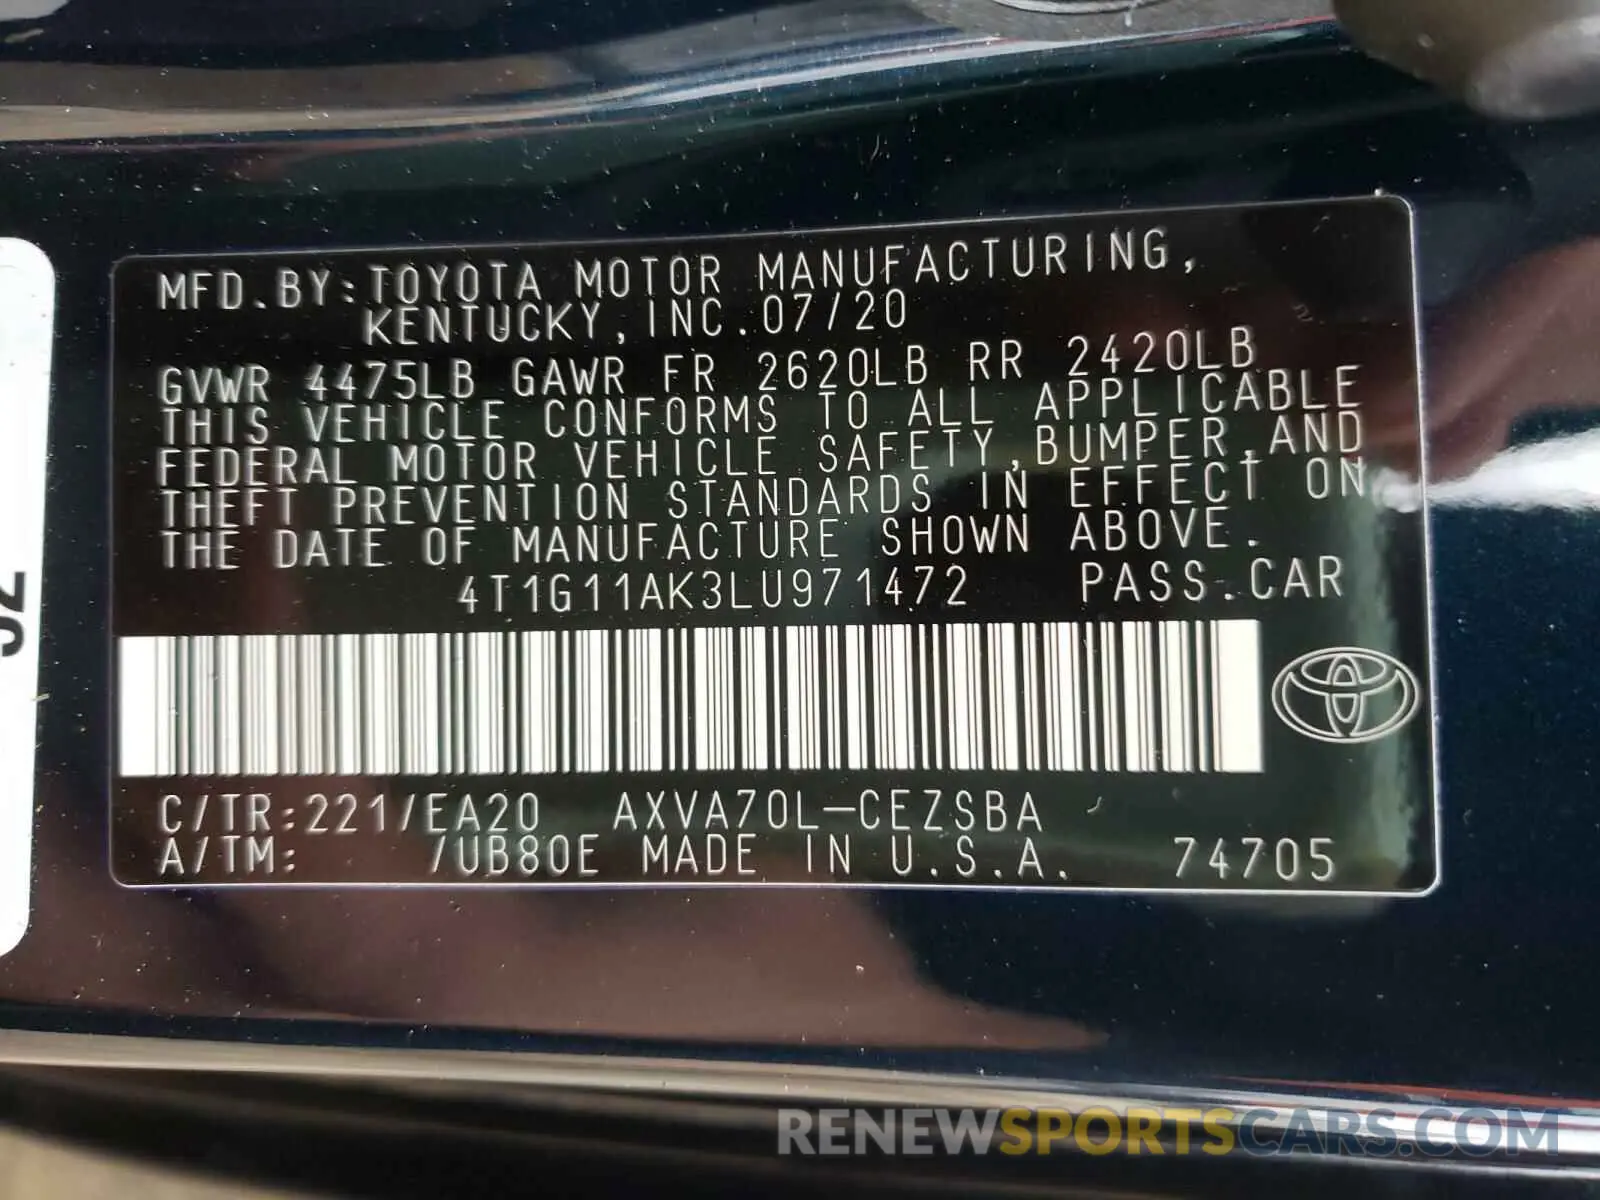 MFD.BY:TOYOTA MOTOR MANUFACTURING,
KENTUCKY,INC.07/20
GVWR 4475LB GAWR FR 2620LB RR 2420LB
THIS VEHICLE CONFORMS TO ALL APPLICABLE
FEDERAL MOTOR VEHICLE SAFETY,BUMPER,AND
THEFT PREVENTION STANDARDS IN EFFECT ON
THE DATE OF MANUFACTURE SHOWN ABOVE.
4T1G11AK3LU971472 PASS.CAR
C/TR:221/EA20 AXVA70L-CEZSBA
A/TM: /UB80E MADE IN U.S.A. 74705
RENEWSPORTSCARS.COM